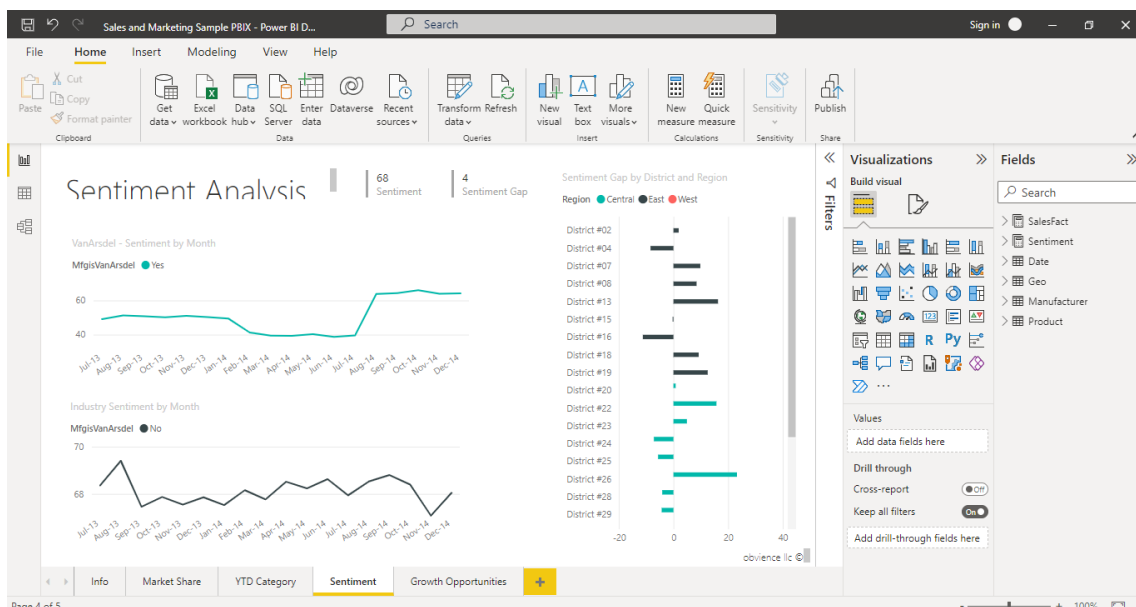 Sales and Marketing Sample PBIX - Power BI D...
Search
Sign in
File Home Insert Modeling View Help
Paste
Cut
Copy
Format painter
Clipboard
Get data
Excel workbook
Data hub
SQL Server
Enter data
Dataverse
Recent sources
Data
Transform data
Refresh
Queries
New visual
Text box
More visuals
Insert
New measure
Quick measure
Calculations
Sensitivity
Sensitivity
Publish
Share
Sentiment Analysis
68
Sentiment
4
Sentiment Gap
VanArsdel - Sentiment by Month
MfgisVanArsdel Yes
60
40
Jul-13 Aug-13 Sep-13 Oct-13 Nov-13 Dec-13 Jan-14 Feb-14 Mar-14 Apr-14 May-14 Jun-14 Jul-14 Aug-14 Sep-14 Oct-14 Nov-14 Dec-14
Industry Sentiment by Month
MfgisVanArsdel No
70
68
Jul-13 Aug-13 Sep-13 Oct-13 Nov-13 Dec-13 Jan-14 Feb-14 Mar-14 Apr-14 May-14 Jun-14 Jul-14 Aug-14 Sep-14 Oct-14 Nov-14 Dec-14
Sentiment Gap by District and Region
Region Central East West
District #02
District #04
District #07
District #08
District #13
District #15
District #16
District #18
District #19
District #20
District #22
District #23
District #24
District #25
District #26
District #28
District #29
-20 0 20 40
obvience llc ©
Filters
Visualizations
Build visual
123
R Py
Values
Add data fields here
Drill through
Cross-report Off
Keep all filters On
Add drill-through fields here
Fields
Search
SalesFact
Sentiment
Date
Geo
Manufacturer
Product
Info Market Share YTD Category Sentiment Growth Opportunities +
Page 4 of 5
- + 100%